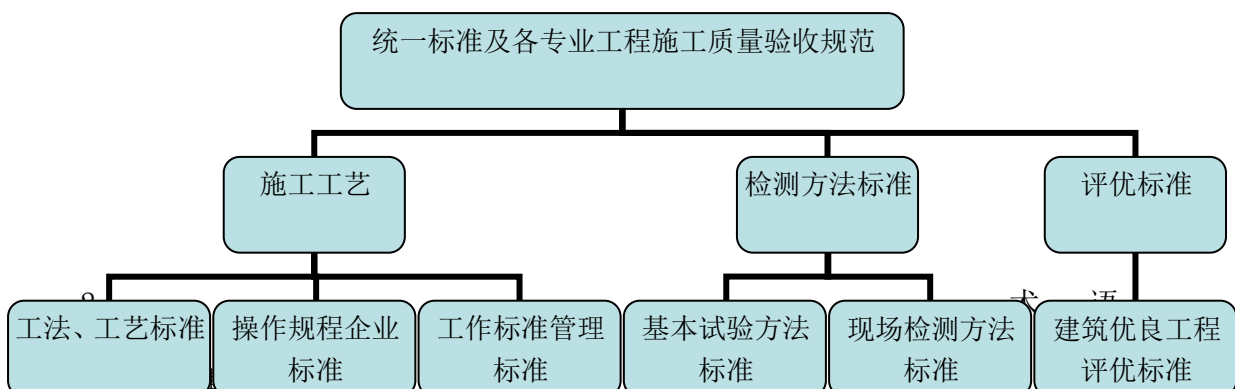 统一标准及各专业工程施工质量验收规范
施工工艺
检测方法标准
评优标准
术 语
工法、工艺标准
操作规程企业
标准
工作标准管理
标准
基本试验方法
标准
现场检测方法
标准
建筑优良工程
评优标准